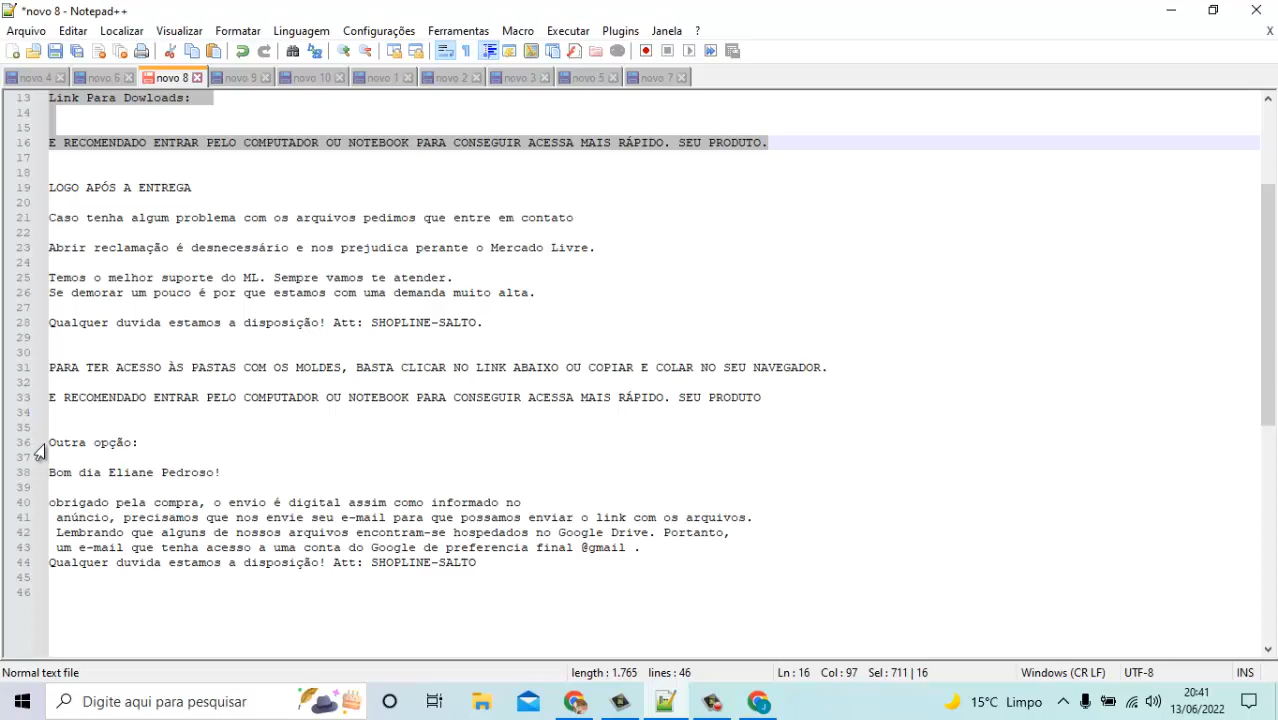 *novo 8 - Notepad++
Arquivo Editar Localizar Visualizar Formatar Linguagem Configurações Ferramentas Macro Executar Plugins Janela ? X
novo 4 novo 6 novo 8 novo 9 novo 10 novo 1 novo 2 novo 3 novo 5 novo 7
13 Link Para Dowloads:
14
15
16 E RECOMENDADO ENTRAR PELO COMPUTADOR OU NOTEBOOK PARA CONSEGUIR ACESSA MAIS RÁPIDO. SEU PRODUTO.
17
18
19 LOGO APÓS A ENTREGA
20
21 Caso tenha algum problema com os arquivos pedimos que entre em contato
22
23 Abrir reclamação é desnecessário e nos prejudica perante o Mercado Livre.
24
25 Temos o melhor suporte do ML. Sempre vamos te atender.
26 Se demorar um pouco é por que estamos com uma demanda muito alta.
27
28 Qualquer duvida estamos a disposição! Att: SHOPLINE-SALTO.
29
30
31 PARA TER ACESSO ÀS PASTAS COM OS MOLDES, BASTA CLICAR NO LINK ABAIXO OU COPIAR E COLAR NO SEU NAVEGADOR.
32
33 E RECOMENDADO ENTRAR PELO COMPUTADOR OU NOTEBOOK PARA CONSEGUIR ACESSA MAIS RÁPIDO. SEU PRODUTO
34
35
36 Outra opção:
37
38 Bom dia Eliane Pedroso!
39
40 obrigado pela compra, o envio é digital assim como informado no
41 anúncio, precisamos que nos envie seu e-mail para que possamos enviar o link com os arquivos.
42 Lembrando que alguns de nossos arquivos encontram-se hospedados no Google Drive. Portanto,
43 um e-mail que tenha acesso a uma conta do Google de preferencia final @gmail .
44 Qualquer duvida estamos a disposição! Att: SHOPLINE-SALTO
45
46
Normal text file length : 1.765 lines : 46 Ln : 16 Col : 97 Sel : 711 | 16 Windows (CR LF) UTF-8 INS
Digite aqui para pesquisar 15°C Limpo 20:41
13/06/2022